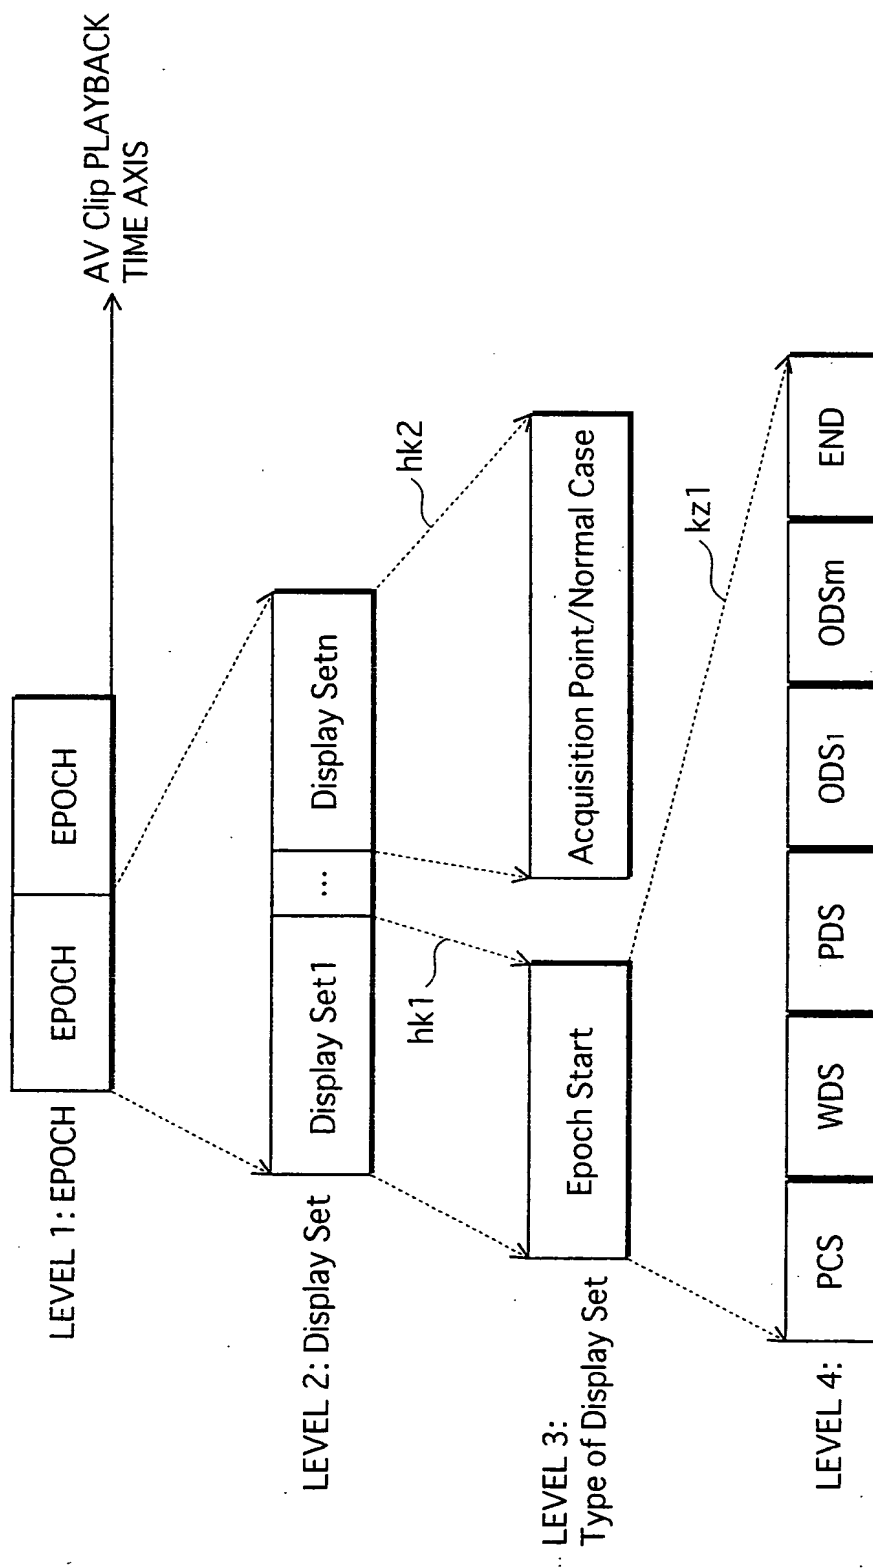 AV Clip PLAYBACK
TIME AXIS
LEVEL 1: EPOCH
EPOCH
EPOCH
LEVEL 2: Display Set
Display Set1
...
Display Setn
hk1
hk2
LEVEL 3:
Type of Display Set
Epoch Start
Acquisition Point/Normal Case
kz1
LEVEL 4:
PCS
WDS
PDS
ODS1
ODSm
END